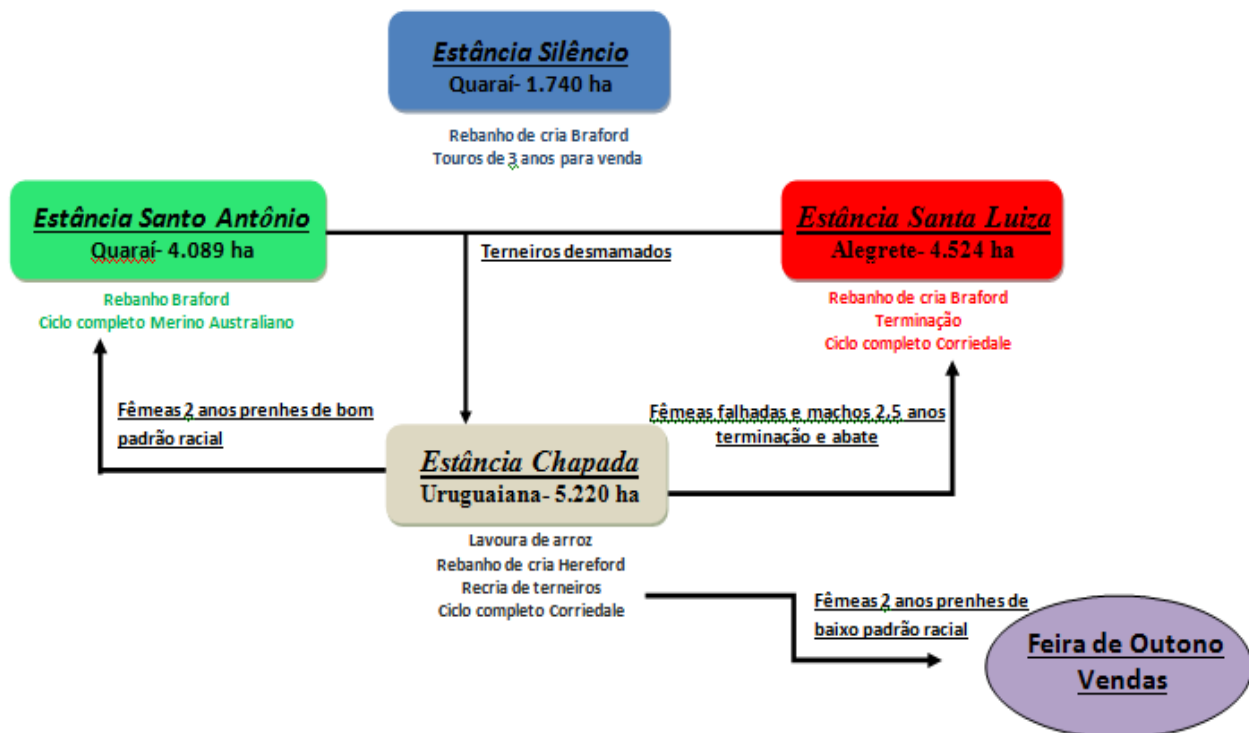 Estância Silêncio
Quaraí- 1.740 ha
Rebanho de cria Braford
Touros de 3 anos para venda
Estância Santo Antônio
Quaraí- 4.089 ha
Rebanho Braford
Ciclo completo Merino Australiano
Terneiros desmamados
Estância Santa Luiza
Alegrete- 4.524 ha
Rebanho de cria Braford
Terminação
Ciclo completo Corriedale
Fêmeas 2 anos prenhes de bom
padrão racial
Fêmeas falhadas e machos 2,5 anos
terminação e abate
Estância Chapada
Uruguaiana- 5.220 ha
Lavoura de arroz
Rebanho de cria Hereford
Recria de terneiros
Ciclo completo Corriedale
Fêmeas 2 anos prenhes de
baixo padrão racial
Feira de Outono
Vendas